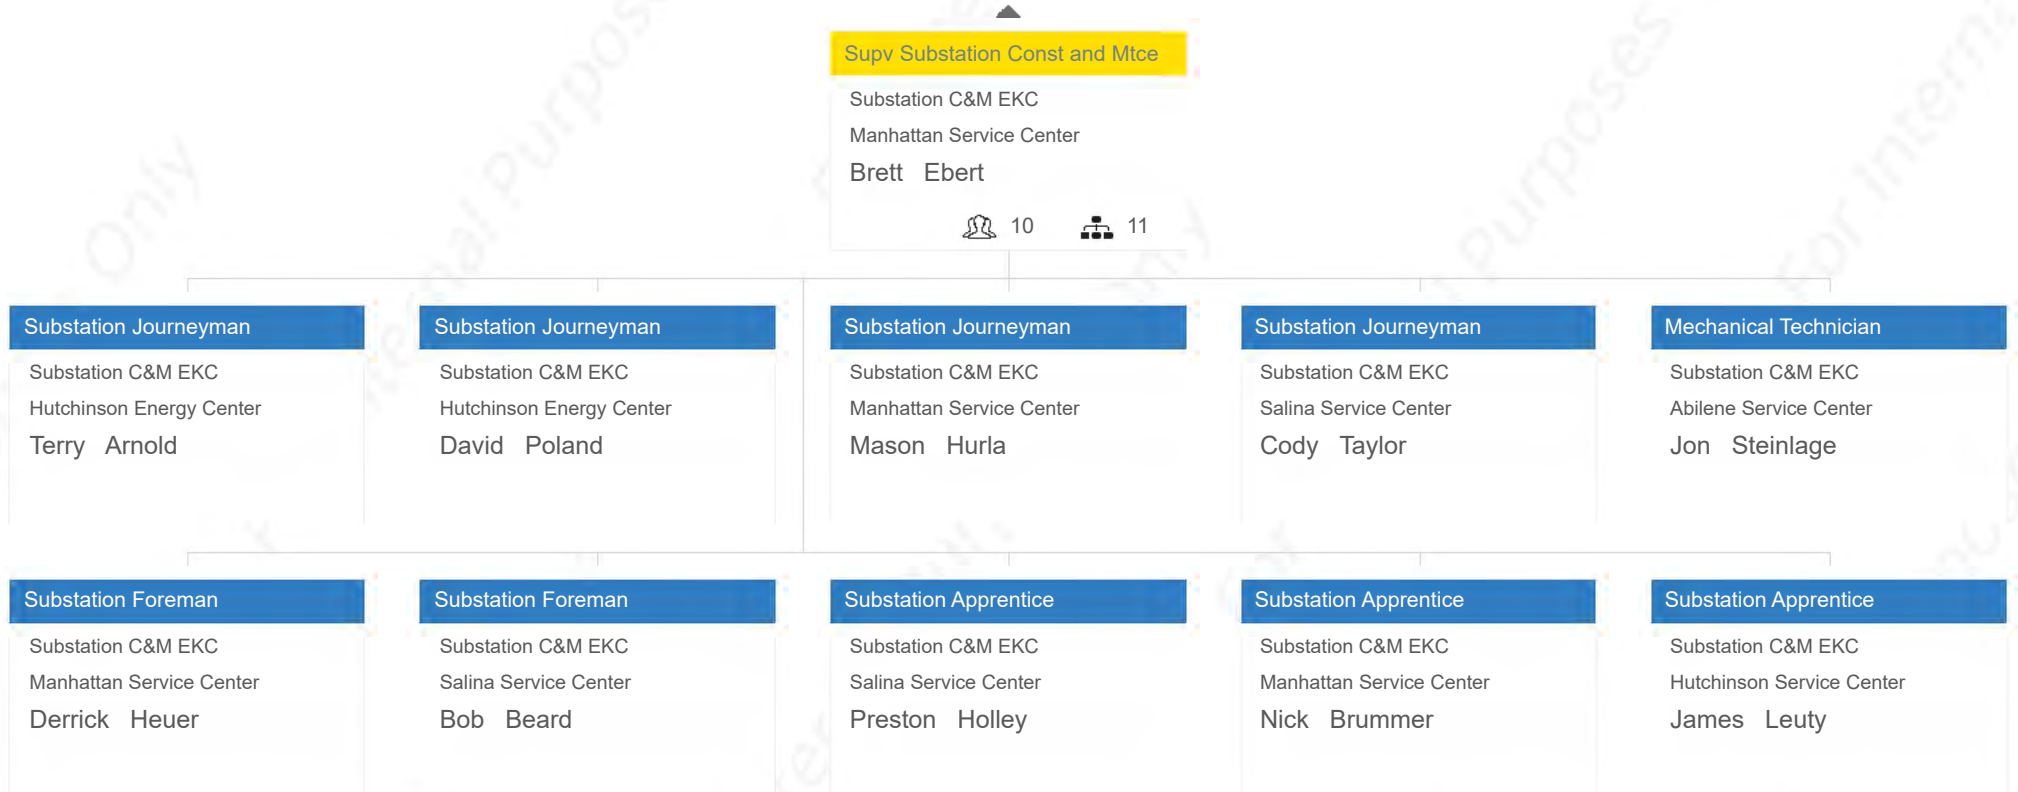 Supv Substation Const and Mtce
Substation C&M EKC
Manhattan Service Center
Brett Ebert
10 11
Substation Journeyman
Substation C&M EKC
Hutchinson Energy Center
Terry Arnold
Substation Journeyman
Substation C&M EKC
Hutchinson Energy Center
David Poland
Substation Journeyman
Substation C&M EKC
Manhattan Service Center
Mason Hurla
Substation Journeyman
Substation C&M EKC
Salina Service Center
Cody Taylor
Mechanical Technician
Substation C&M EKC
Abilene Service Center
Jon Steinlage
Substation Foreman
Substation C&M EKC
Manhattan Service Center
Derrick Heuer
Substation Foreman
Substation C&M EKC
Salina Service Center
Bob Beard
Substation Apprentice
Substation C&M EKC
Salina Service Center
Preston Holley
Substation Apprentice
Substation C&M EKC
Manhattan Service Center
Nick Brummer
Substation Apprentice
Substation C&M EKC
Hutchinson Service Center
James Leuty